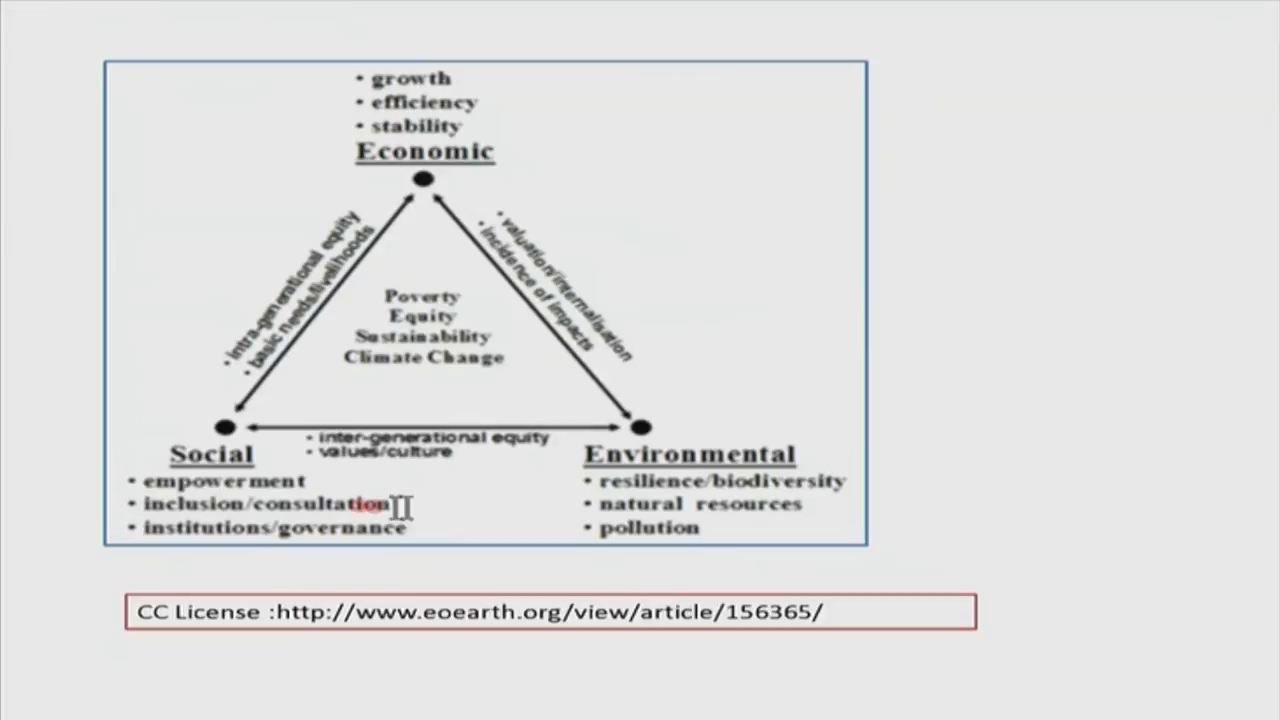 • growth
• efficiency
• stability
Economic
• intra-generational equity
• basic needs/livelihoods
• valuation/internalisation
• incidence of impacts
Poverty
Equity
Sustainability
Climate Change
• inter-generational equity
• values/culture
Social
• empowerment
• inclusion/consultation
• institutions/governance
Environmental
• resilience/biodiversity
• natural resources
• pollution
CC License :http://www.eoearth.org/view/article/156365/